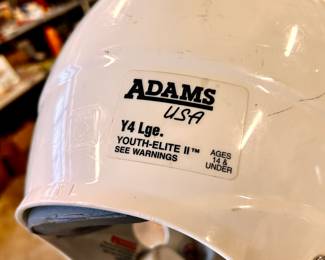 ADAMS
USA
Y4 Lge.
YOUTH-ELITE II™
SEE WARNINGS
AGES
14 &
UNDER